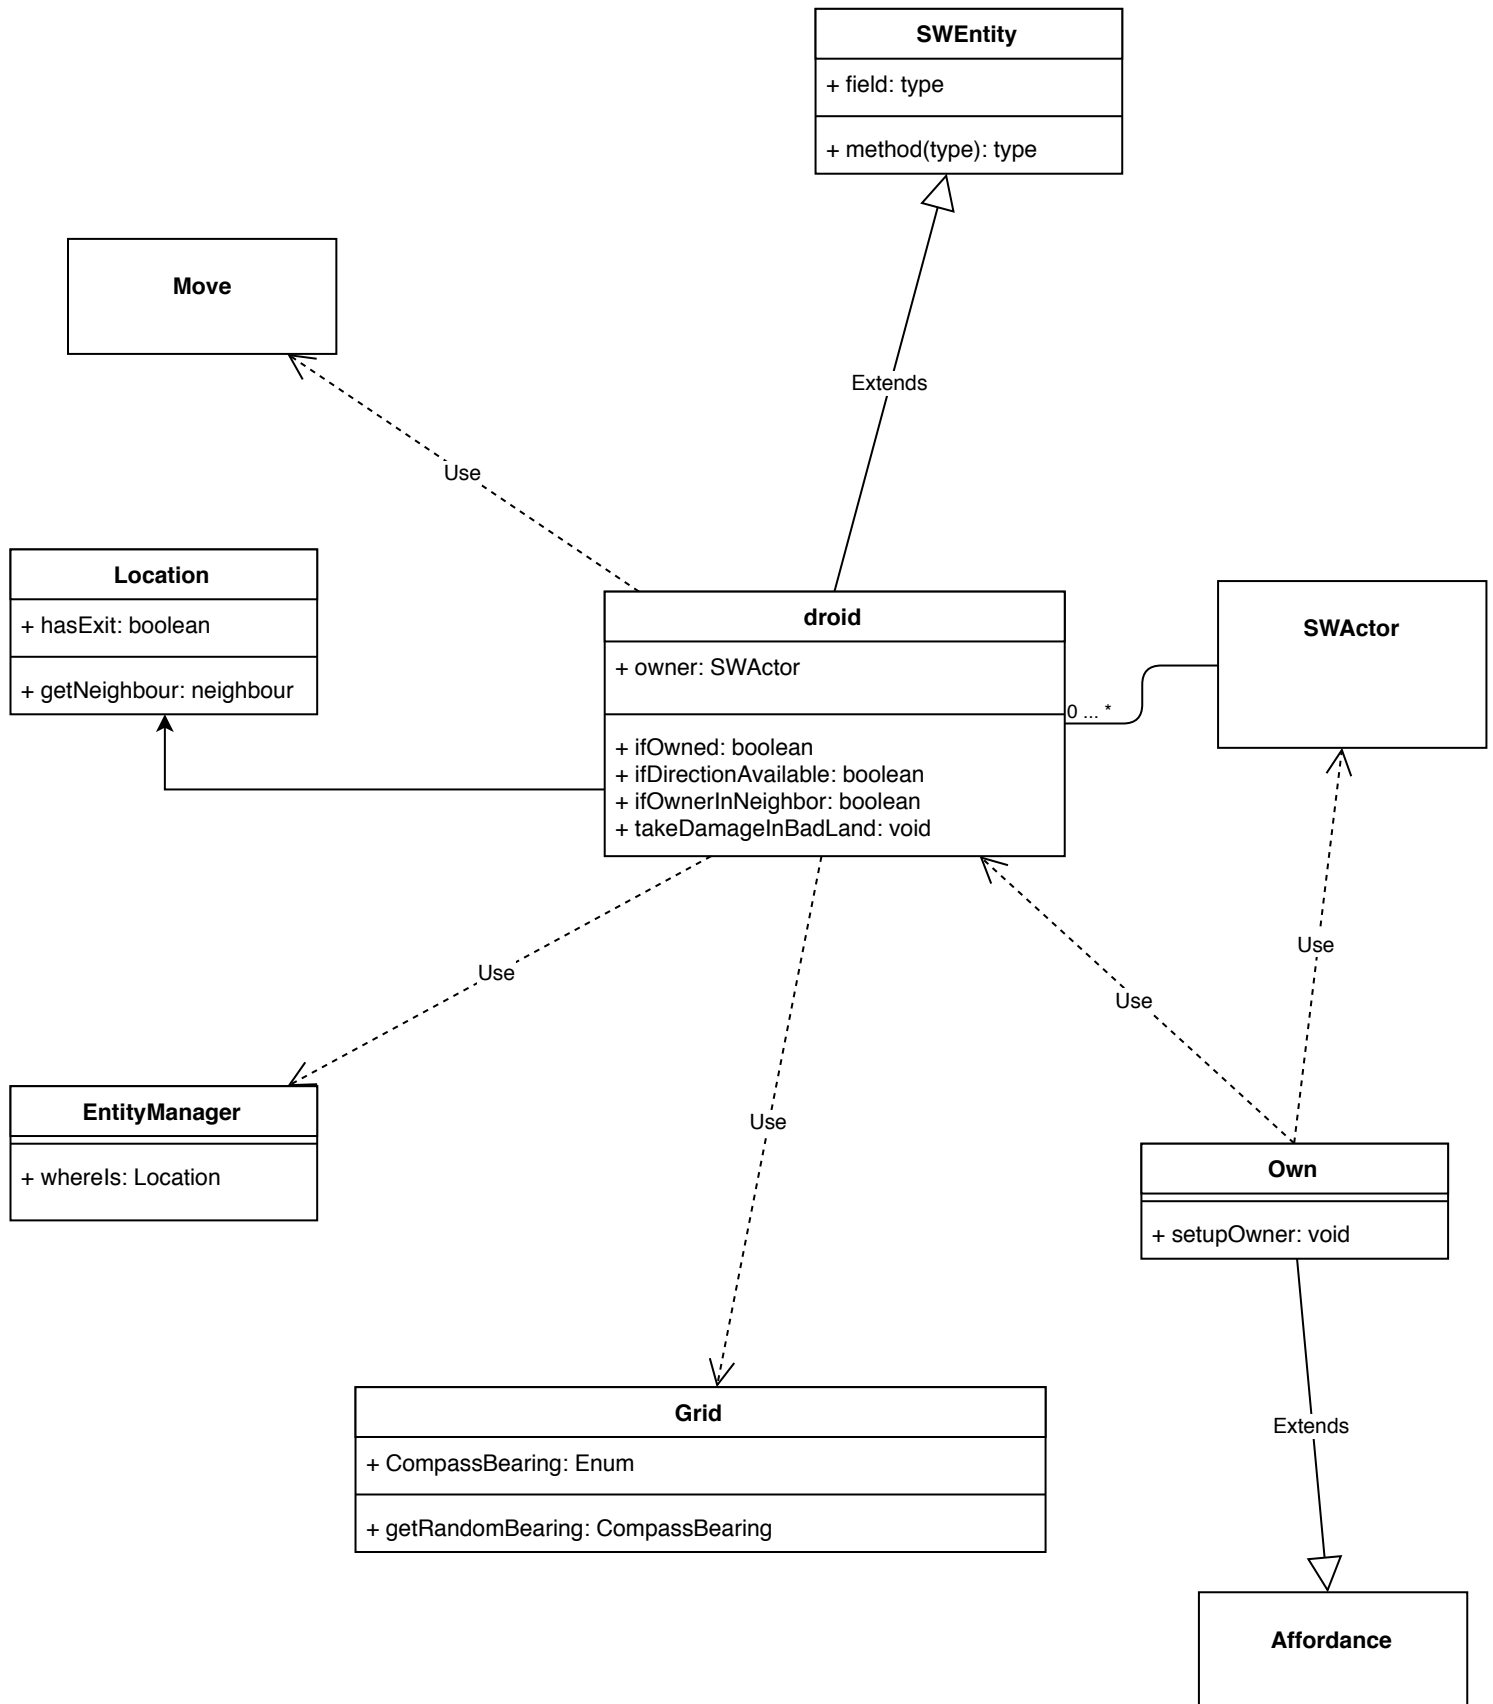 SWEntity
+ field: type
+ method(type): type
Move
Extends
Use
Location
+ hasExit: boolean
+ getNeighbour: neighbour
droid
+ owner: SWActor
+ ifOwned: boolean
+ ifDirectionAvailable: boolean
+ ifOwnerInNeighbor: boolean
+ takeDamageInBadLand: void
0 ... *
SWActor
Use
Use
Use
Use
EntityManager
+ whereIs: Location
Own
+ setupOwner: void
Grid
+ CompassBearing: Enum
+ getRandomBearing: CompassBearing
Extends
Affordance